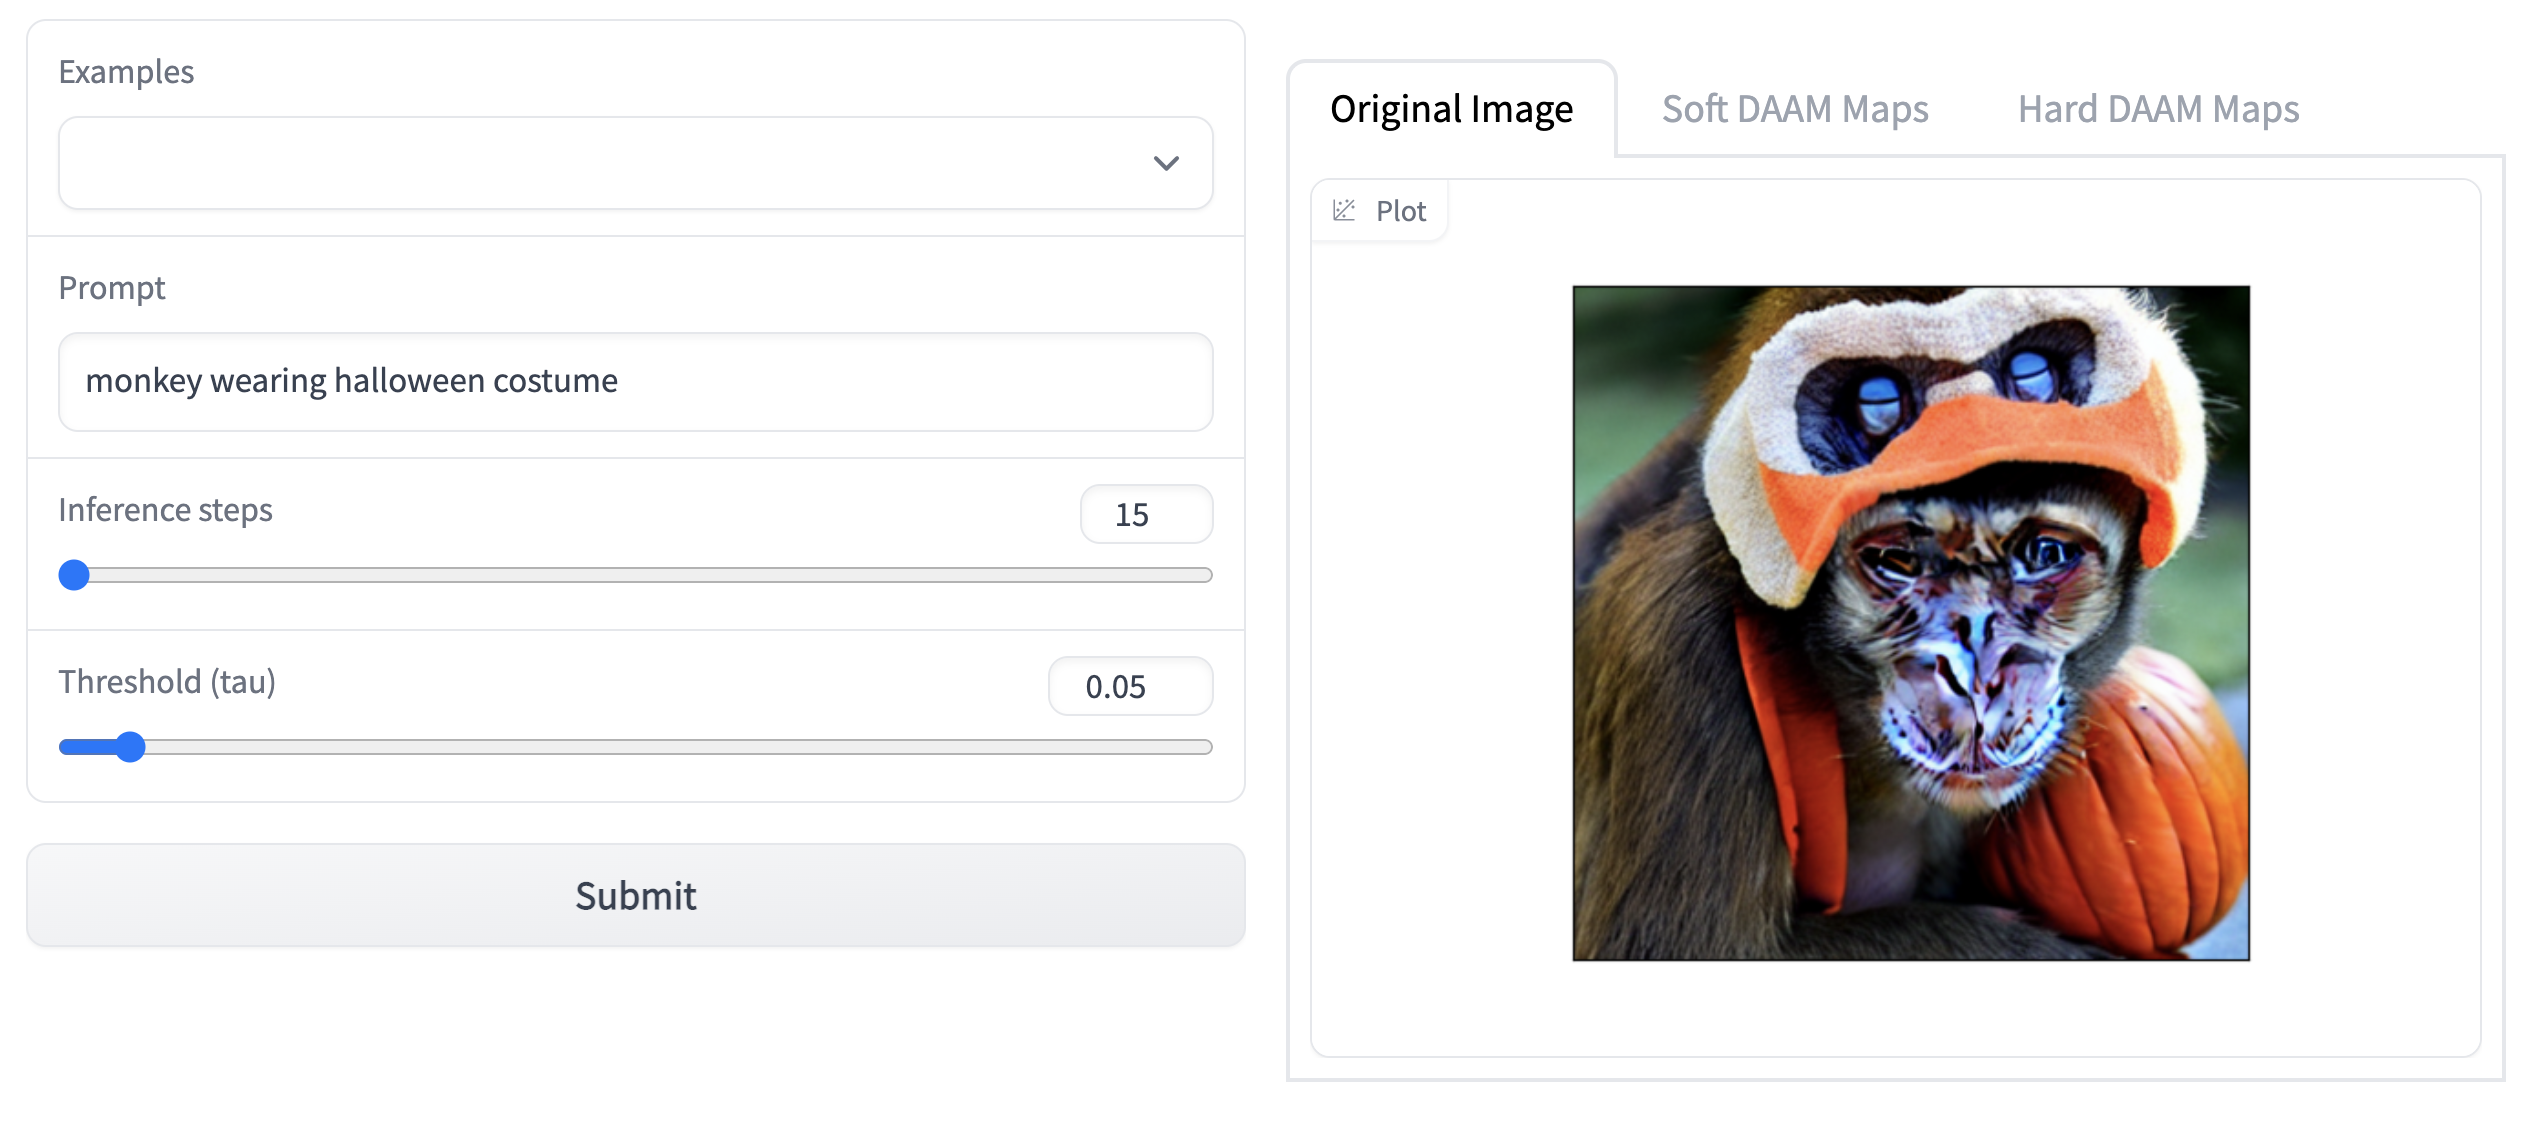 Examples
Prompt
monkey wearing halloween costume
Inference steps
15
Threshold (tau)
0.05
Submit
Original Image
Soft DAAM Maps
Hard DAAM Maps
Plot